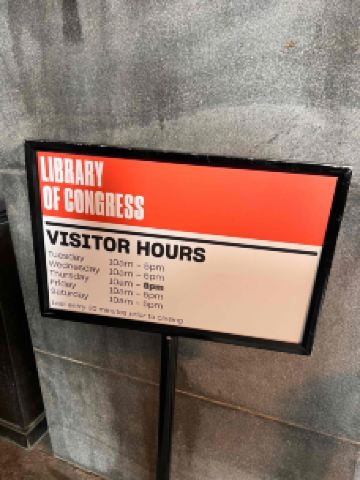 LIBRARY
OF CONGRESS
VISITOR HOURS
Tuesday 10am - 5pm
Wednesday 10am - 5pm
Thursday 10am - 8pm
Friday 10am - 5pm
Saturday 10am - 5pm
Last entry 30 minutes prior to closing